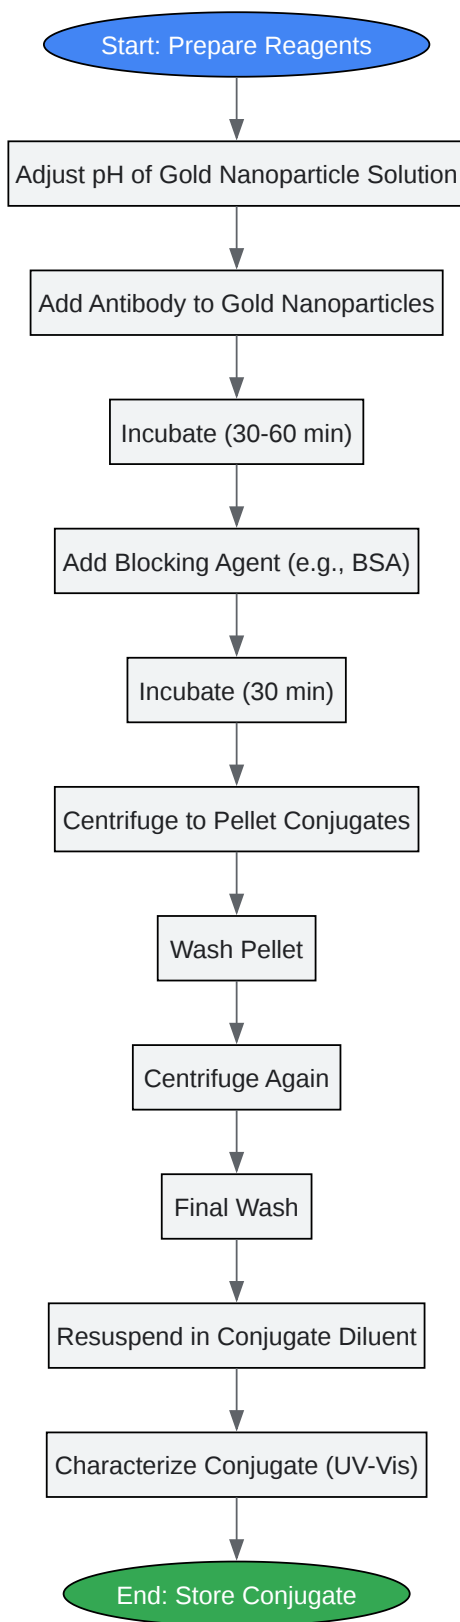 Start: Prepare Reagents
Adjust pH of Gold Nanoparticle Solution
Add Antibody to Gold Nanoparticles
Incubate (30-60 min)
Add Blocking Agent (e.g., BSA)
Incubate (30 min)
Centrifuge to Pellet Conjugates
Wash Pellet
Centrifuge Again
Final Wash
Resuspend in Conjugate Diluent
Characterize Conjugate (UV-Vis)
End: Store Conjugate